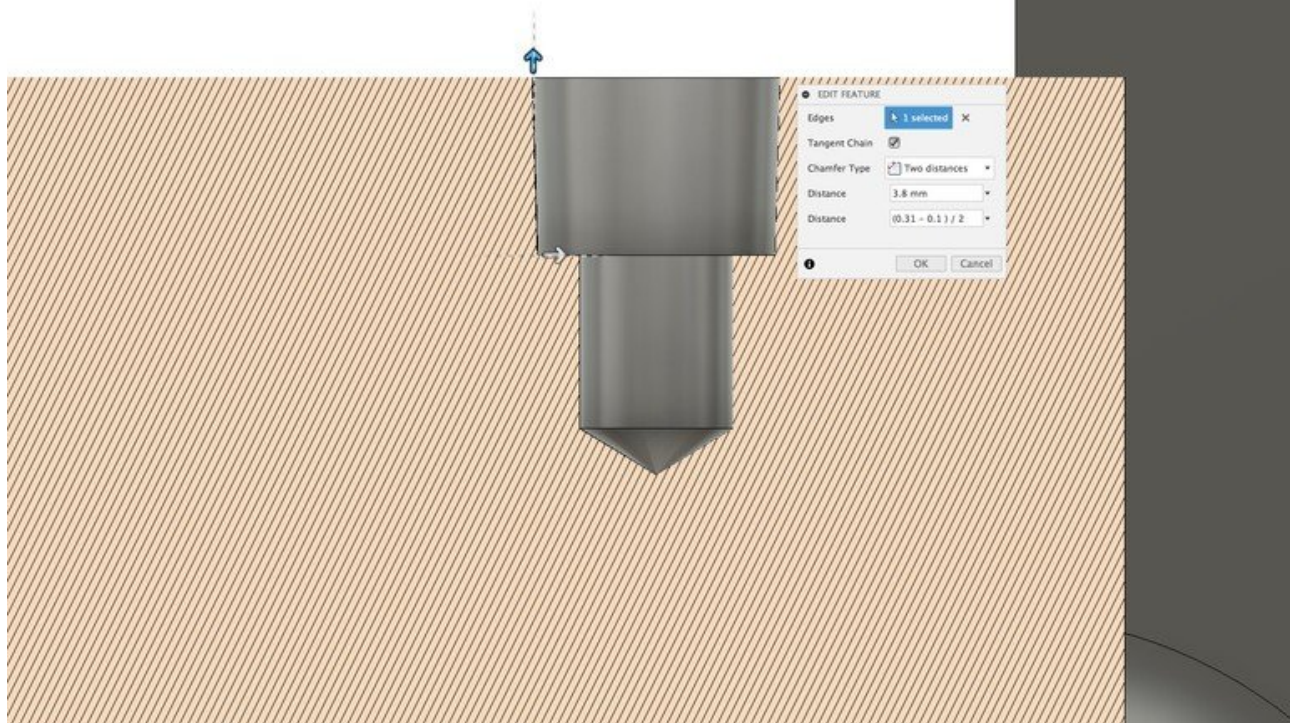 EDIT FEATURE
Edges 1 selected
Tangent Chain
Chamfer Type Two distances
Distance 3.8 mm
Distance (0.31 - 0.1 ) / 2
OK Cancel